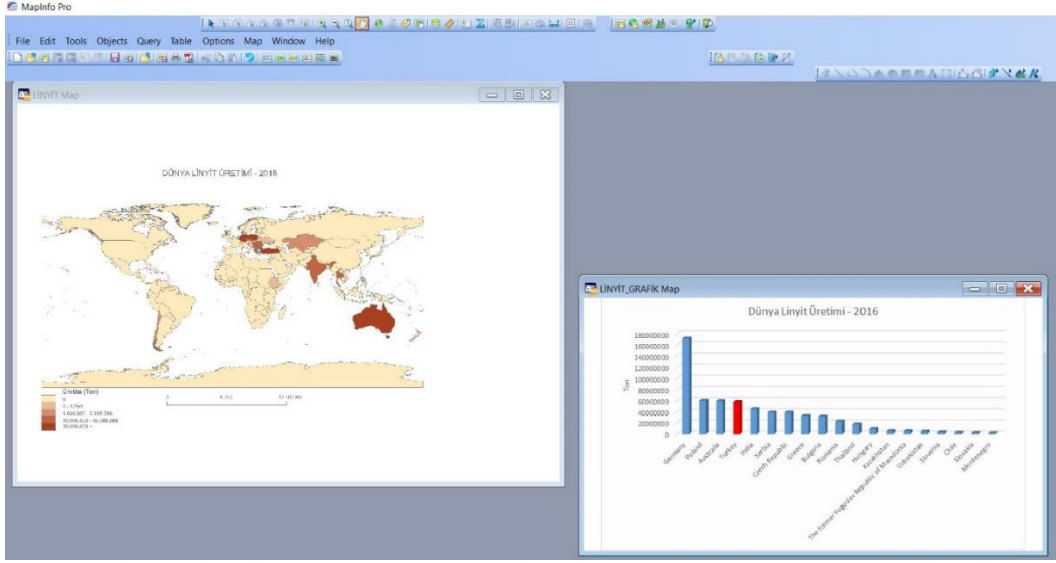 MapInfo Pro
File Edit Tools Objects Query Table Options Map Window Help
LİNYİT Map
DÜNYA LİNYİT ÜRETİMİ - 2016
Üretim (Ton)
0
LİNYİT_GRAFİK Map
Dünya Linyit Üretimi - 2016
Ton
180000000
160000000
140000000
120000000
100000000
80000000
60000000
40000000
20000000
0
Germany
Poland
Australia
Turkey
India
Serbia
Czech Republic
Greece
Bulgaria
Romania
Thailand
Hungary
Kazakhstan
The former Yugoslav Republic of Macedonia
Uzbekistan
Slovenia
Chile
Slovakia
Montenegro